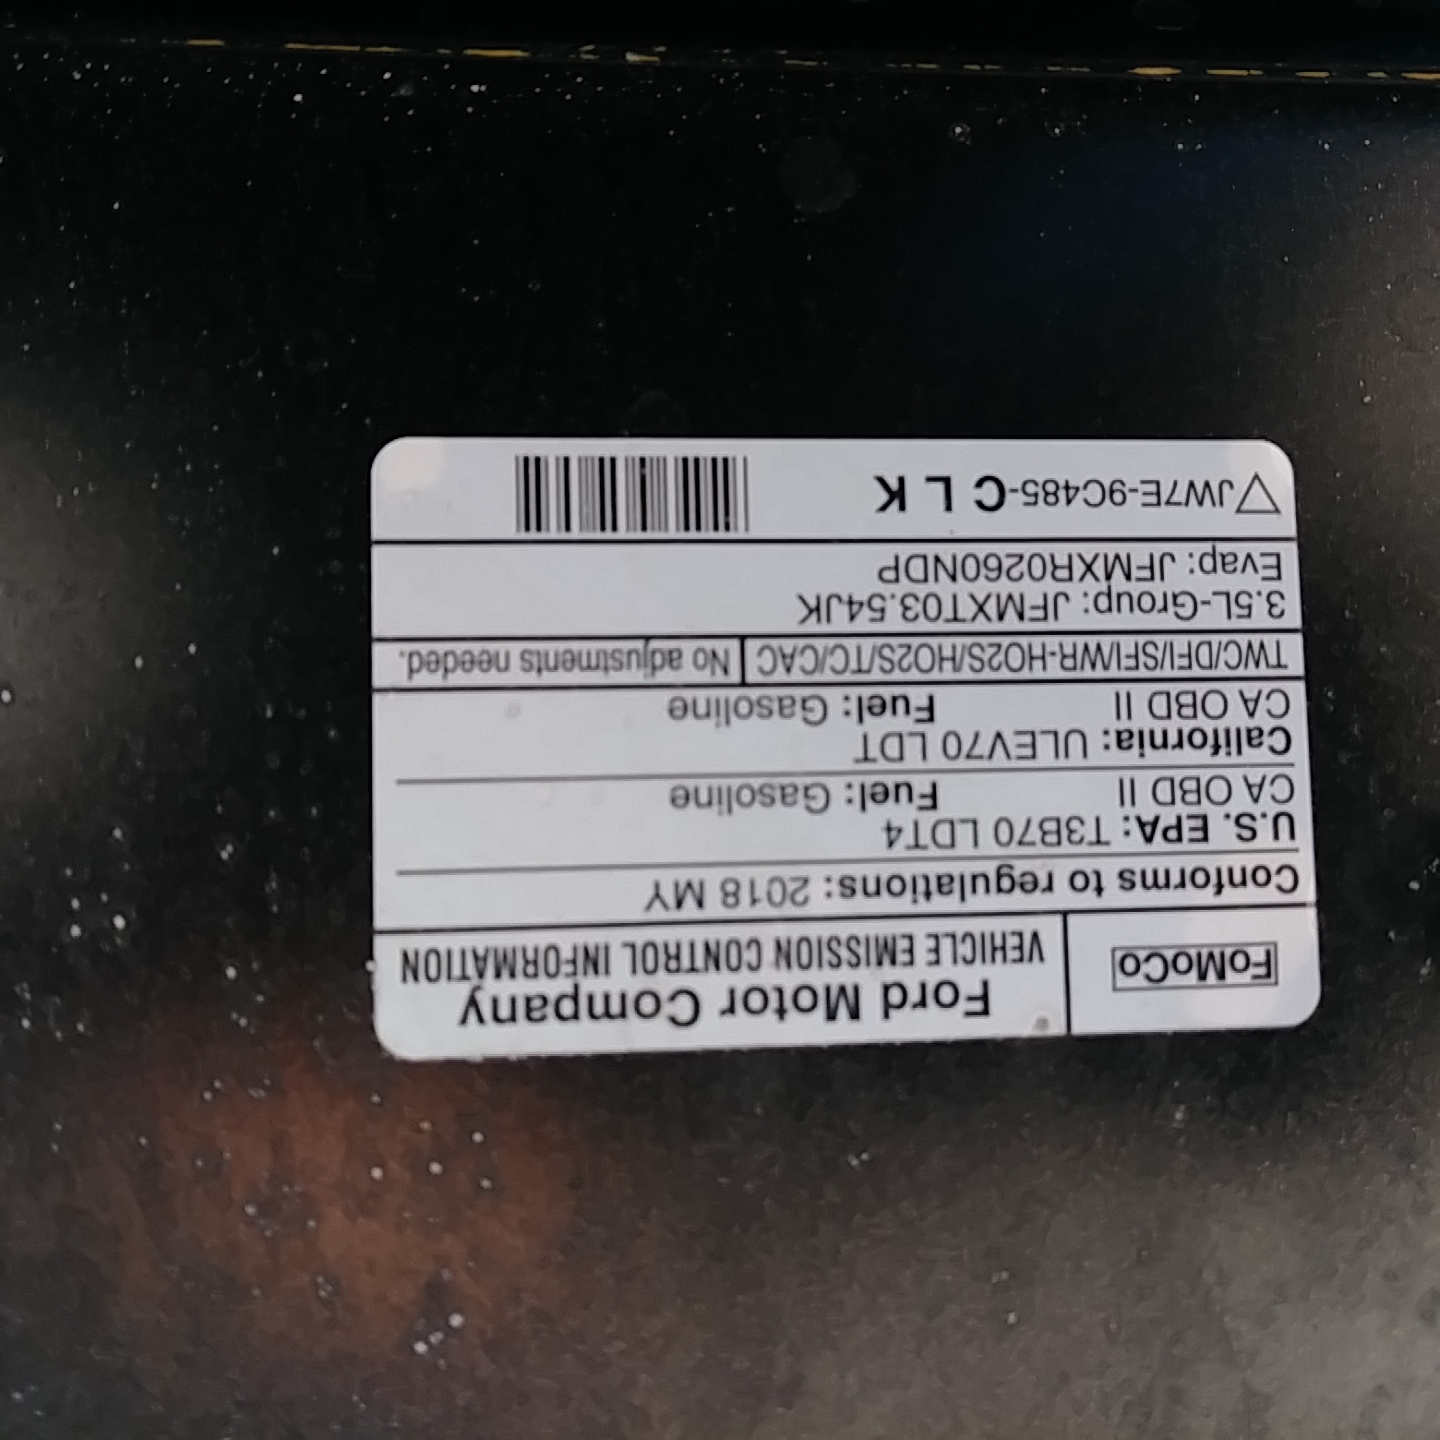 FoMoCo
Ford Motor Company
VEHICLE EMISSION CONTROL INFORMATION
Conforms to regulations: 2018 MY
U.S. EPA: T3B70 LDT4
CA OBD II Fuel: Gasoline
California: ULEV70 LDT
CA OBD II Fuel: Gasoline
TWC/DFI/SFI/WR-HO2S/HO2S/TC/CAC
No adjustments needed.
3.5L-Group: JFMXT03.54JK
Evap: JFMXR0260NDP
JW7E-9C485-C L K